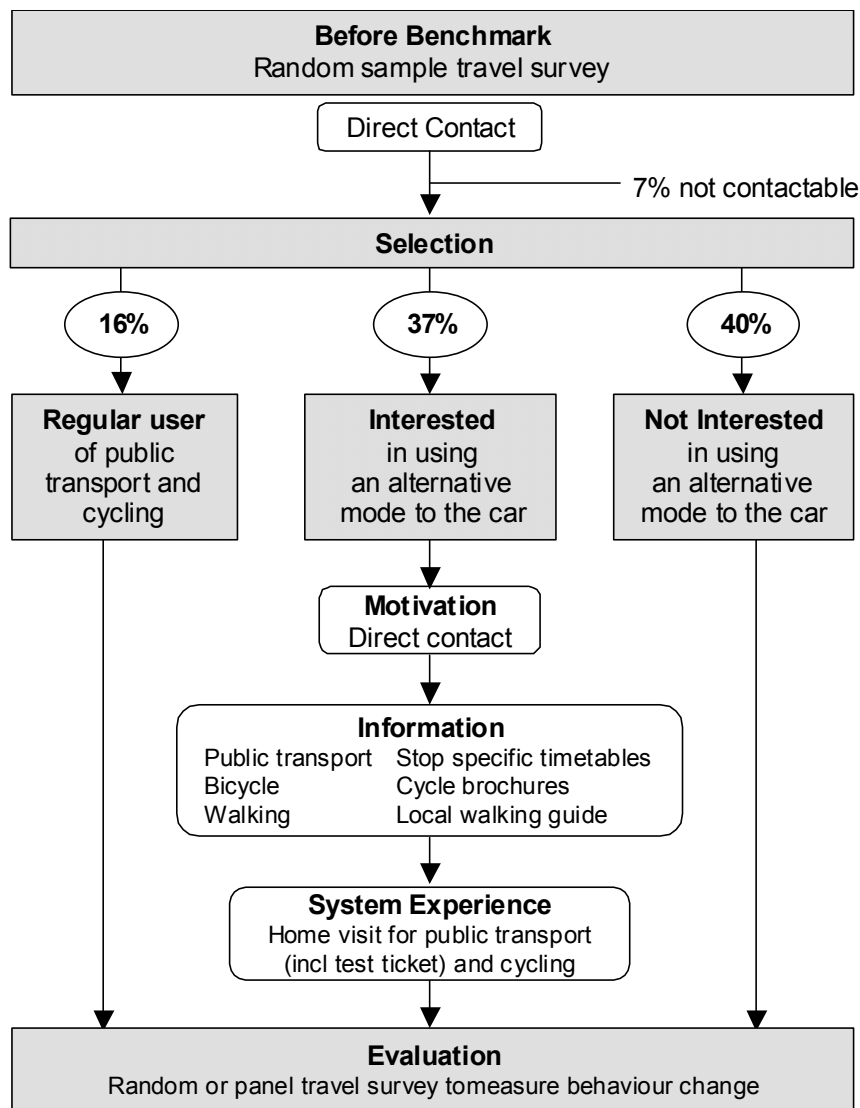 Before Benchmark
Random sample travel survey
Direct Contact
7% not contactable
Selection
16%
37%
40%
Regular user
of public
transport and
cycling
Interested
in using
an alternative
mode to the car
Not Interested
in using
an alternative
mode to the car
Motivation
Direct contact
Information
Public transport Stop specific timetables
Bicycle Cycle brochures
Walking Local walking guide
System Experience
Home visit for public transport
(incl test ticket) and cycling
Evaluation
Random or panel travel survey tomeasure behaviour change